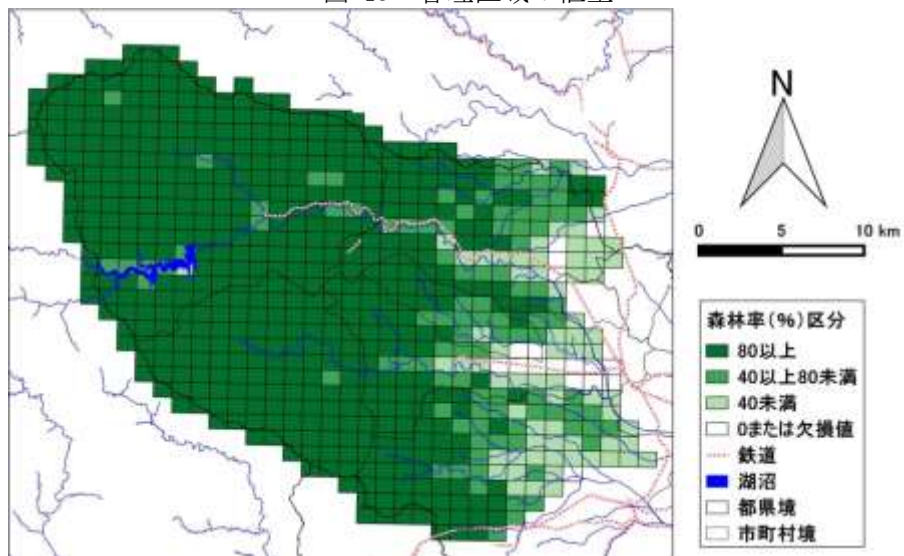 N
0 5 10 km
森林率(%)区分
80以上
40以上80未満
40未満
0または欠損値
鉄道
湖沼
都県境
市町村境